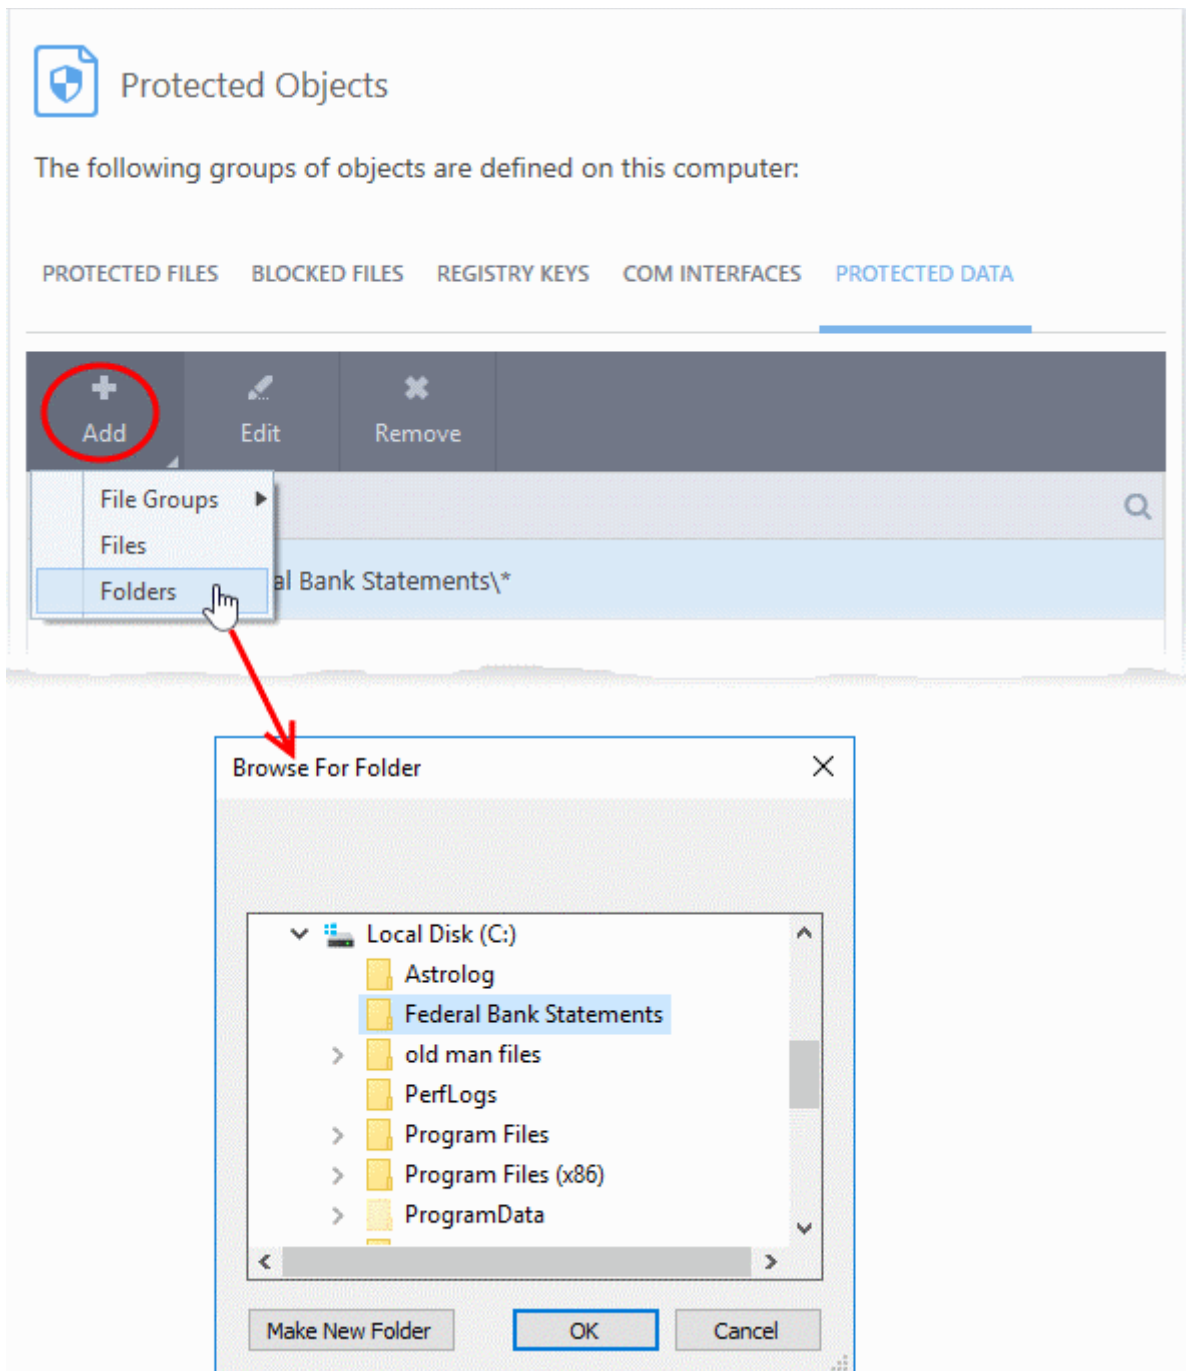 Protected Objects
The following groups of objects are defined on this computer:
PROTECTED FILES BLOCKED FILES REGISTRY KEYS COM INTERFACES PROTECTED DATA
Add Edit Remove
File Groups
Files
Folders
al Bank Statements\*
Browse For Folder
Local Disk (C:)
Astrolog
Federal Bank Statements
old man files
PerfLogs
Program Files
Program Files (x86)
ProgramData
Make New Folder OK Cancel